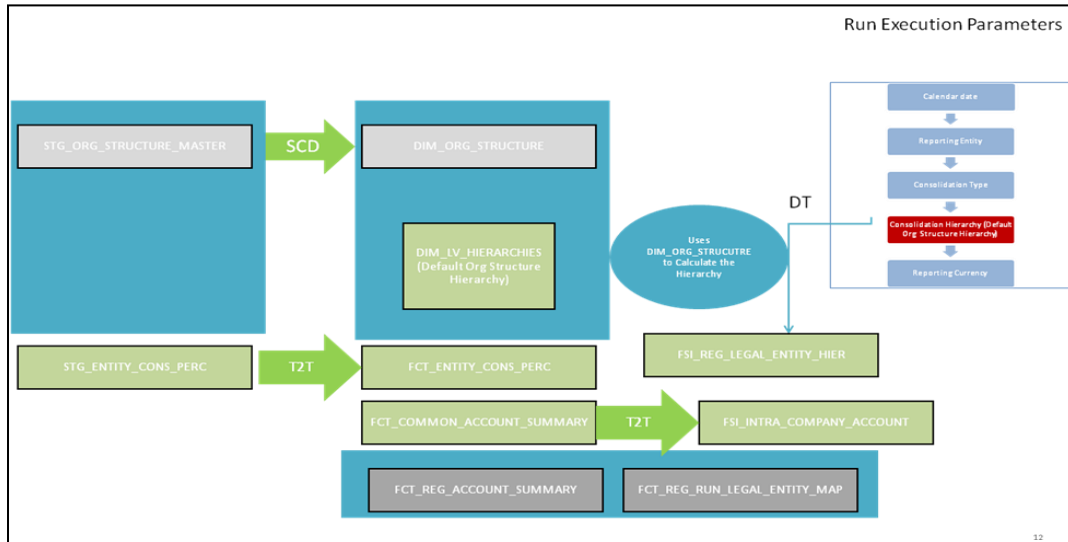 Run Execution Parameters
Calendar date
STG_ORG_STRUCTURE_MASTER
SCD
DIM_ORG_STRUCTURE
Reporting Entity
Consolidation Type
DT
Consolidation Hierarchy (Default
Org Structure Hierarchy)
DIM_LV_HIERARCHIES
(Default Org Structure
Hierarchy)
Uses
DIM_ORG_STRUCUTRE
to Calculate the
Hierarchy
Reporting Currency
STG_ENTITY_CONS_PERC
T2T
FCT_ENTITY_CONS_PERC
FSI_REG_LEGAL_ENTITY_HIER
FCT_COMMON_ACCOUNT_SUMMARY
T2T
FSI_INTRA_COMPANY_ACCOUNT
FCT_REG_ACCOUNT_SUMMARY
FCT_REG_RUN_LEGAL_ENTITY_MAP
12